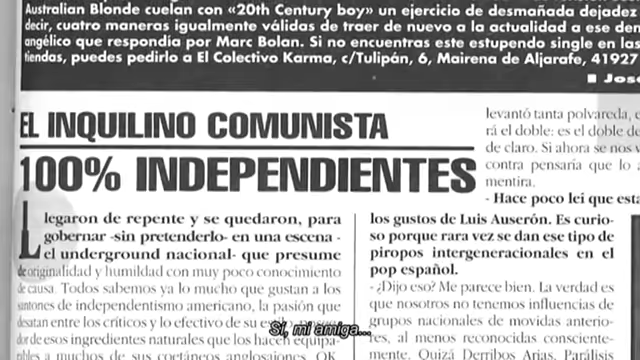 Australian Blonde cuelan con «20th Century boy» un ejercicio de desmañada dejadez
decir, cuatro maneras igualmente válidas de traer de nuevo a la actualidad a ese den
angélico que respondía por Marc Bolan. Si no encuentras este estupendo single en las
tiendas, puedes pedirlo a El Colectivo Karma, c/Tulipán, 6, Mairena de Aljarafe, 41927
José
EL INQUILINO COMUNISTA
100% INDEPENDIENTES
Llegaron de repente y se quedaron, para
gobernar -sin pretenderlo- en una escena -
el underground nacional- que presume
de originalidad y humildad con muy poco conocimiento
de causa. Todos sabemos ya lo mucho que gustan a los
santones de independentismo americano, la pasión que
desatan entre los críticos y lo efectivo de su
dor de esos ingredientes naturales que los hacen equipa-
bles a muchos de sus coetáneos anglosajones. OK.
levantó tanta polvareda, e
rá el doble: es el doble de
de claro. Si ahora se nos v
contra pensaría que lo
mentira.
- Hace poco leí que esta
los gustos de Luis Auserón. Es curio-
so porque rara vez se dan ese tipo de
piropos intergeneracionales en el
pop español.
- ¿Dijo eso? Me parece bien. La verdad es
que nosotros no tenemos influencias de
grupos nacionales de movidas anterio-
res, al menos reconocidas conscien-
temente. Quizá Derribos Arias, Parálisis
Sí, mi amiga...